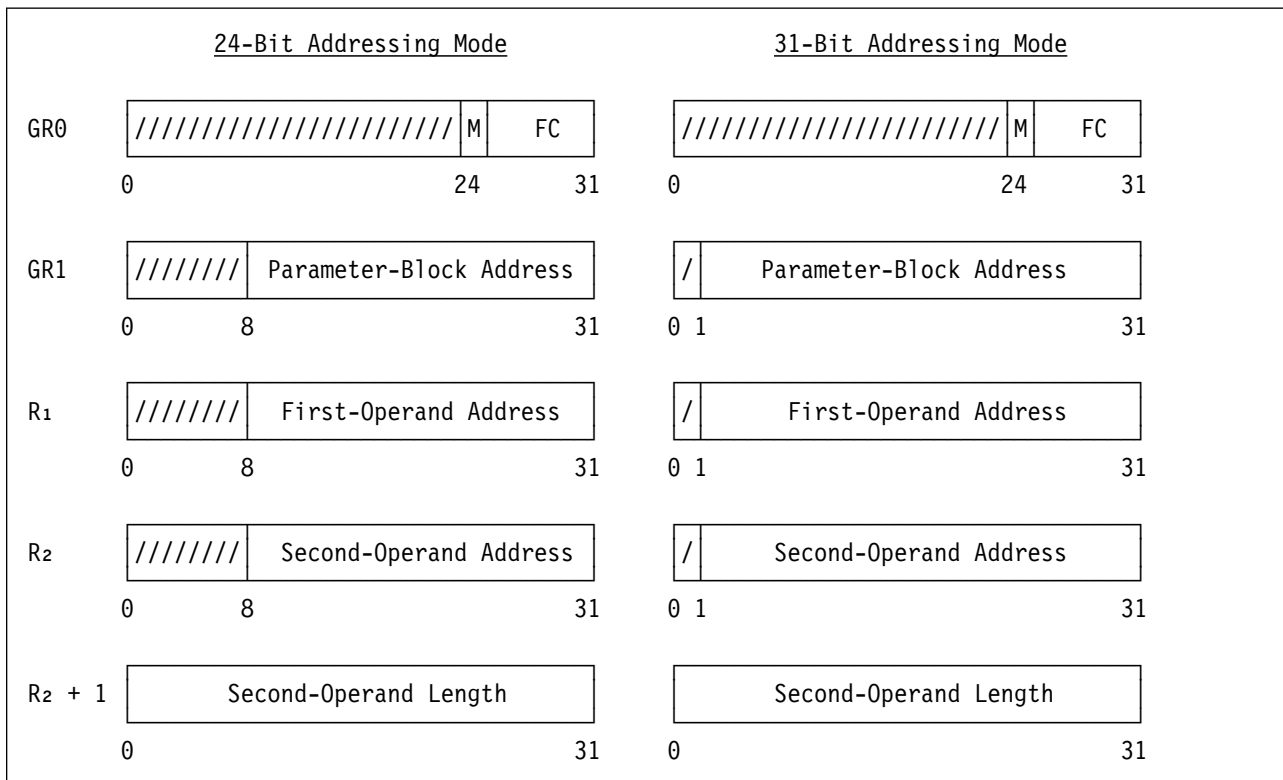 24-Bit Addressing Mode 31-Bit Addressing Mode
GR0 //////////////////////// M FC //////////////////////// M FC
0 24 31 0 24 31
GR1 //////// Parameter-Block Address / Parameter-Block Address
0 8 31 0 1 31
R₁ //////// First-Operand Address / First-Operand Address
0 8 31 0 1 31
R₂ //////// Second-Operand Address / Second-Operand Address
0 8 31 0 1 31
R₂ + 1 Second-Operand Length Second-Operand Length
0 31 0 31